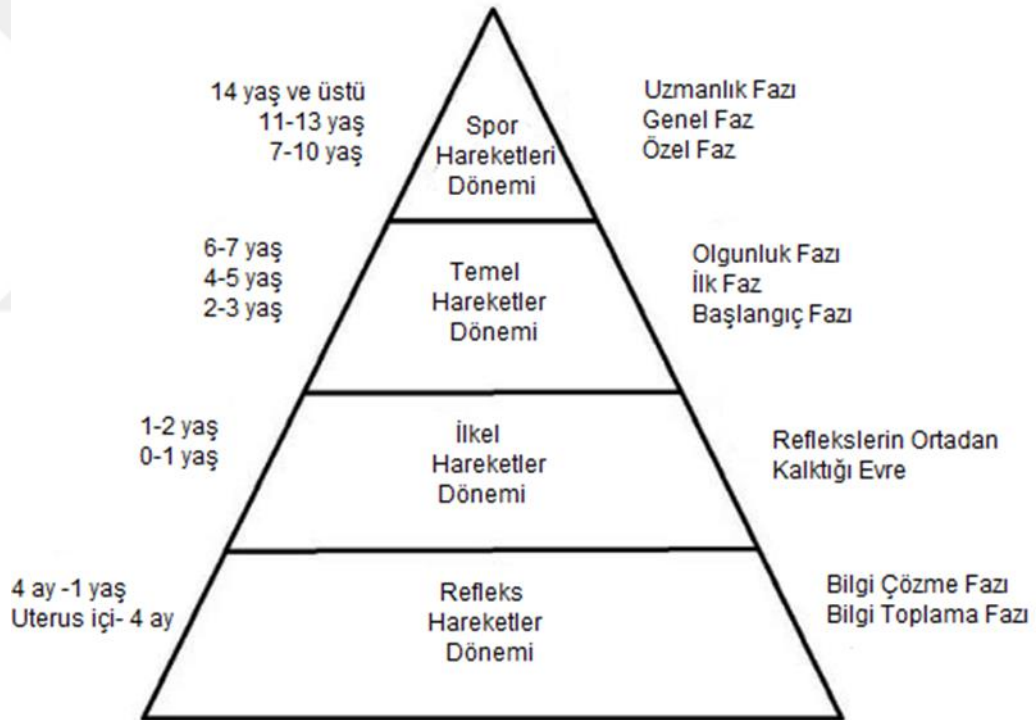 14 yaş ve üstü
11-13 yaş
7-10 yaş
Spor
Hareketleri
Dönemi
Uzmanlık Fazı
Genel Faz
Özel Faz
6-7 yaş
4-5 yaş
2-3 yaş
Temel
Hareketler
Dönemi
Olgunluk Fazı
İlk Faz
Başlangıç Fazı
1-2 yaş
0-1 yaş
İlkel
Hareketler
Dönemi
Reflekslerin Ortadan
Kalktığı Evre
4 ay -1 yaş
Uterus içi- 4 ay
Refleks
Hareketler
Dönemi
Bilgi Çözme Fazı
Bilgi Toplama Fazı